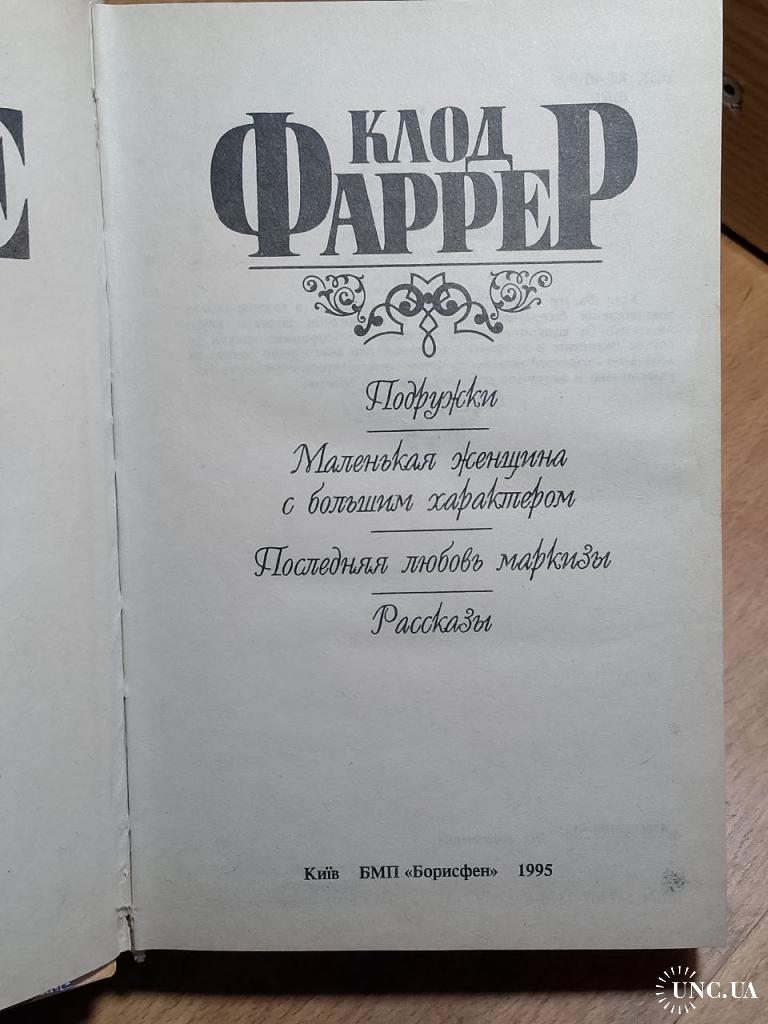 Е
КЛОД
ФАРРЕР
Подружки
Маленькая женщина
с большим характером
Последняя любовь маркизы
Рассказы
Київ БМП «Борисфен» 1995
UNC.UA